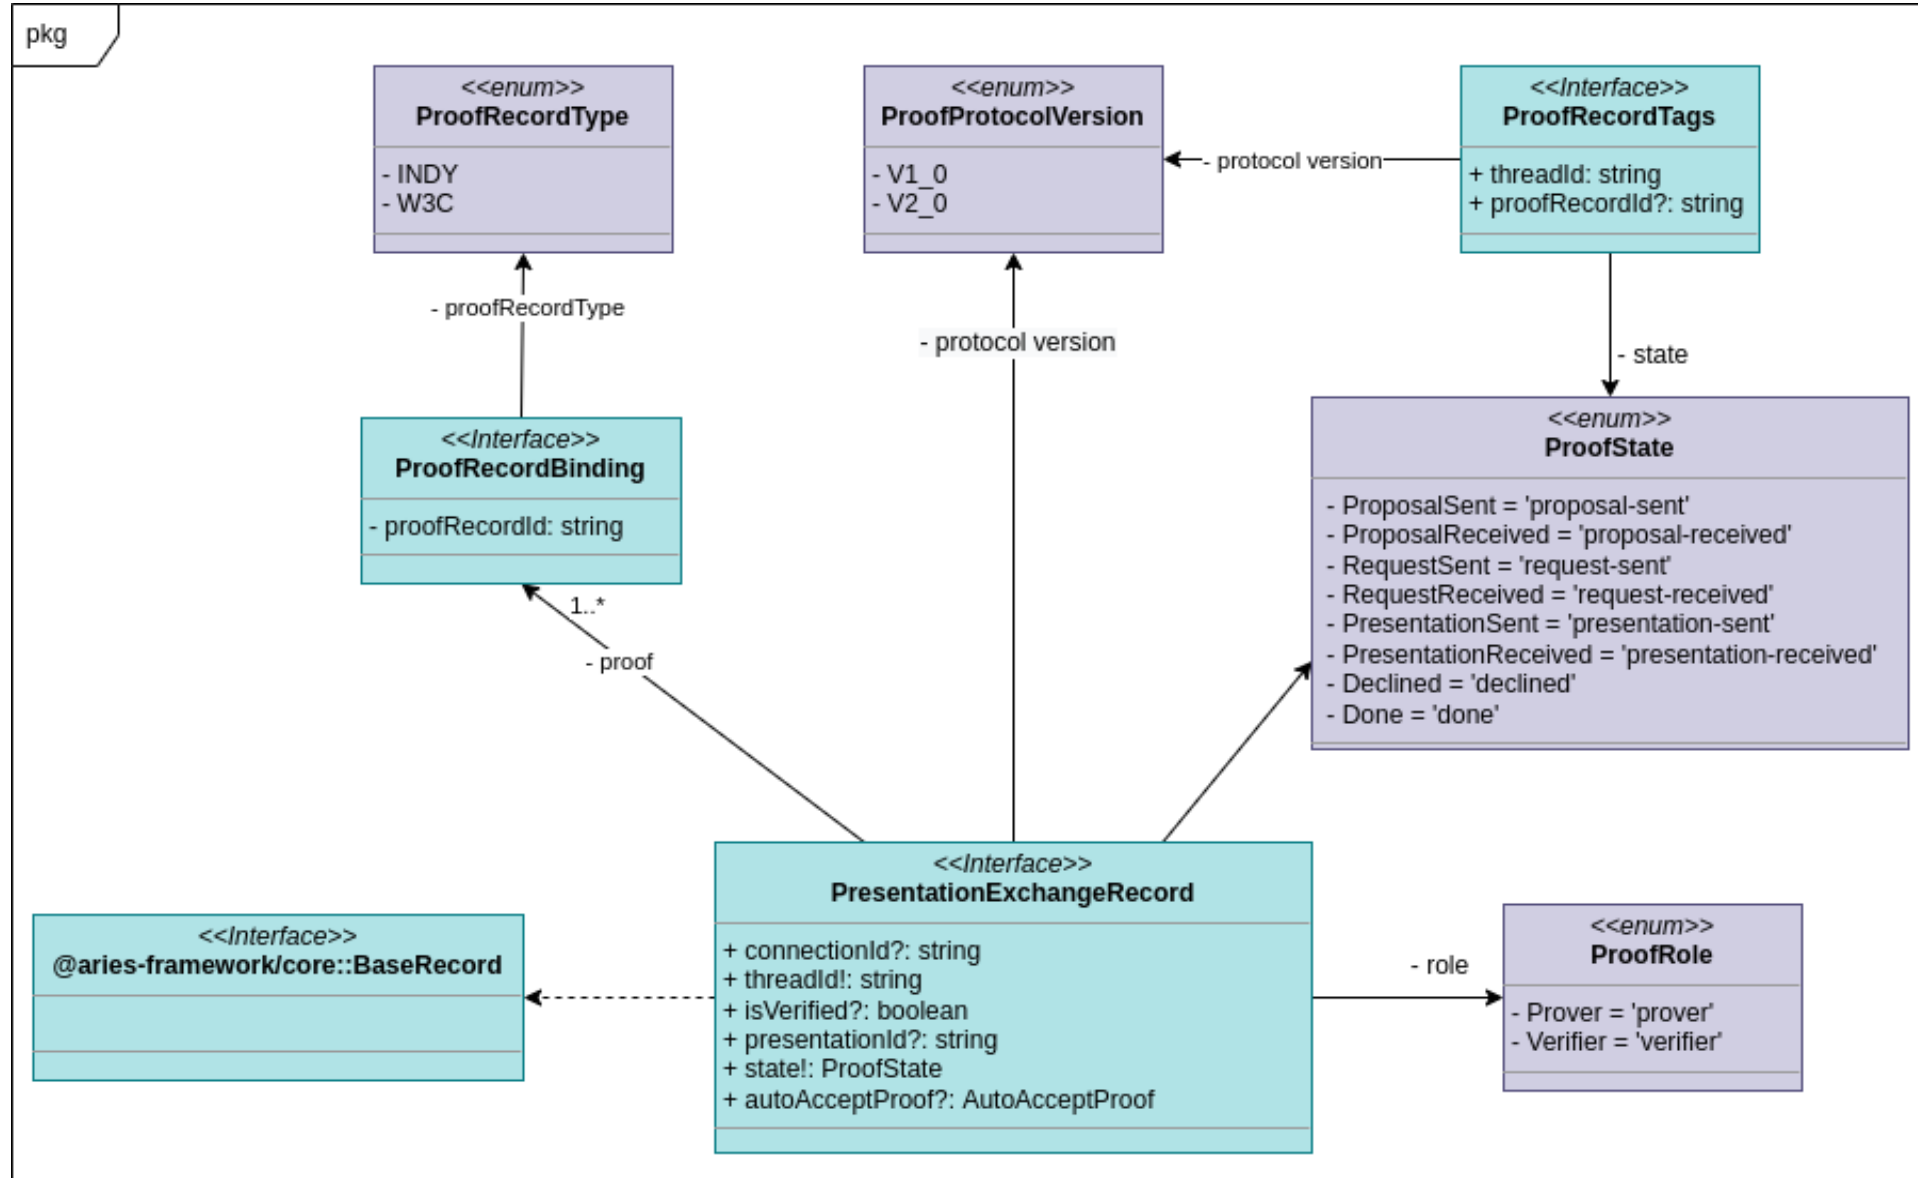 pkg
<<enum>>
ProofRecordType
- INDY
- W3C
<<enum>>
ProofProtocolVersion
- V1_0
- V2_0
<<Interface>>
ProofRecordTags
+ threadId: string
+ proofRecordId?: string
- protocol version
- proofRecordType
- protocol version
- state
<<Interface>>
ProofRecordBinding
- proofRecordId: string
<<enum>>
ProofState
- ProposalSent = 'proposal-sent'
- ProposalReceived = 'proposal-received'
- RequestSent = 'request-sent'
- RequestReceived = 'request-received'
- PresentationSent = 'presentation-sent'
- PresentationReceived = 'presentation-received'
- Declined = 'declined'
- Done = 'done'
1..*
- proof
<<Interface>>
@aries-framework/core::BaseRecord
<<Interface>>
PresentationExchangeRecord
+ connectionId?: string
+ threadId!: string
+ isVerified?: boolean
+ presentationId?: string
+ state!: ProofState
+ autoAcceptProof?: AutoAcceptProof
- role
<<enum>>
ProofRole
- Prover = 'prover'
- Verifier = 'verifier'